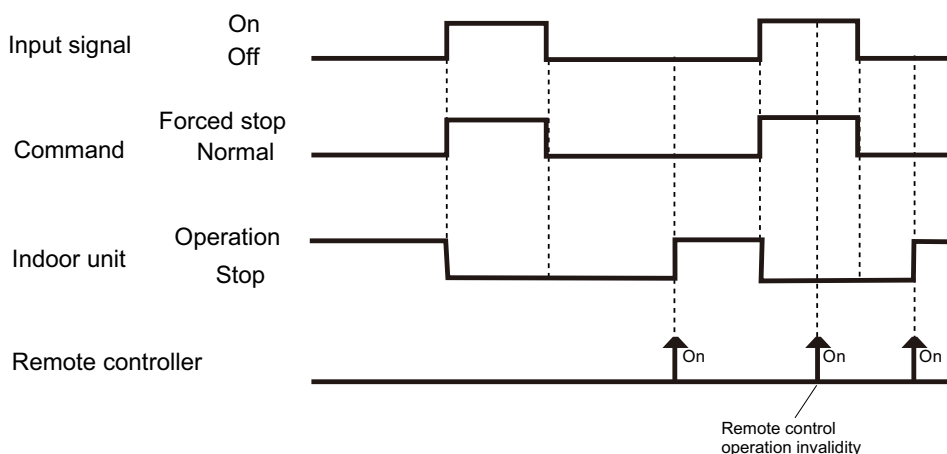 Input signal
On
Off
Command
Forced stop
Normal
Indoor unit
Operation
Stop
Remote controller
On
On
On
Remote control
operation invalidity